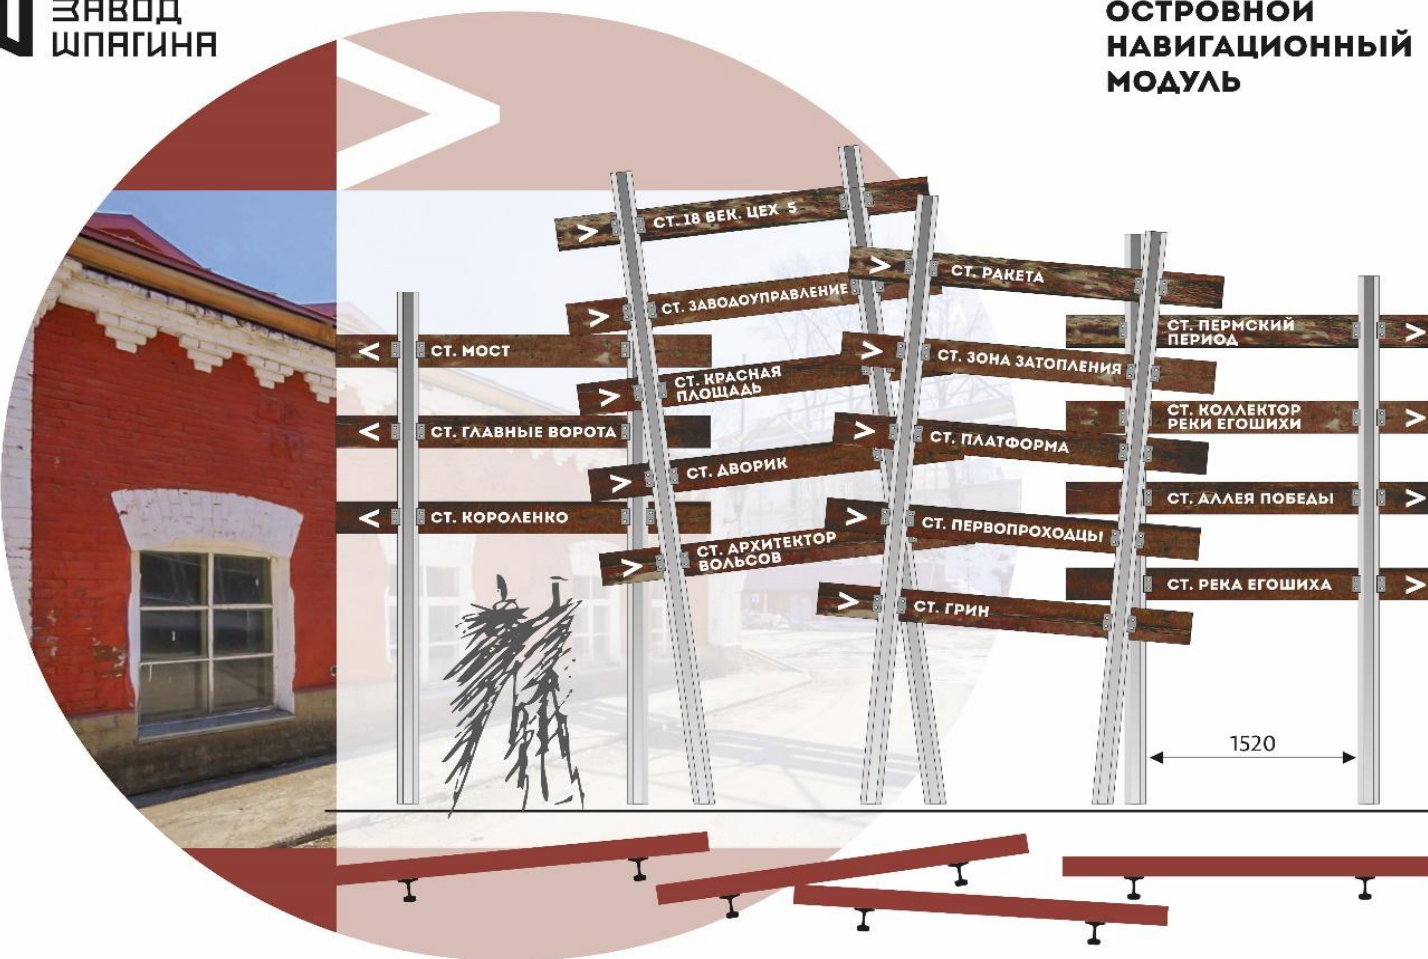 ЗАВОД
ШПАГИНА
ОСТРОВНОЙ
НАВИГАЦИОННЫЙ
МОДУЛЬ
СТ. МОСТ
СТ. ГЛАВНЫЕ ВОРОТА
СТ. КОРОЛЕНКО
СТ. 18 ВЕК. ЦЕХ 5
СТ. ЗАВОДОУПРАВЛЕНИЕ
СТ. КРАСНАЯ
ПЛОЩАДЬ
СТ. ДВОРИК
СТ. АРХИТЕКТОР
ВОЛЬСОВ
СТ. РАКЕТА
СТ. ЗОНА ЗАТОПЛЕНИЯ
СТ. ПЛАТФОРМА
СТ. ПЕРВОПРОХОДЦЫ
СТ. ГРИН
СТ. ПЕРМСКИЙ
ПЕРИОД
СТ. КОЛЛЕКТОР
РЕКИ ЕГОШИХИ
СТ. АЛЛЕЯ ПОБЕДЫ
СТ. РЕКА ЕГОШИХА
1520